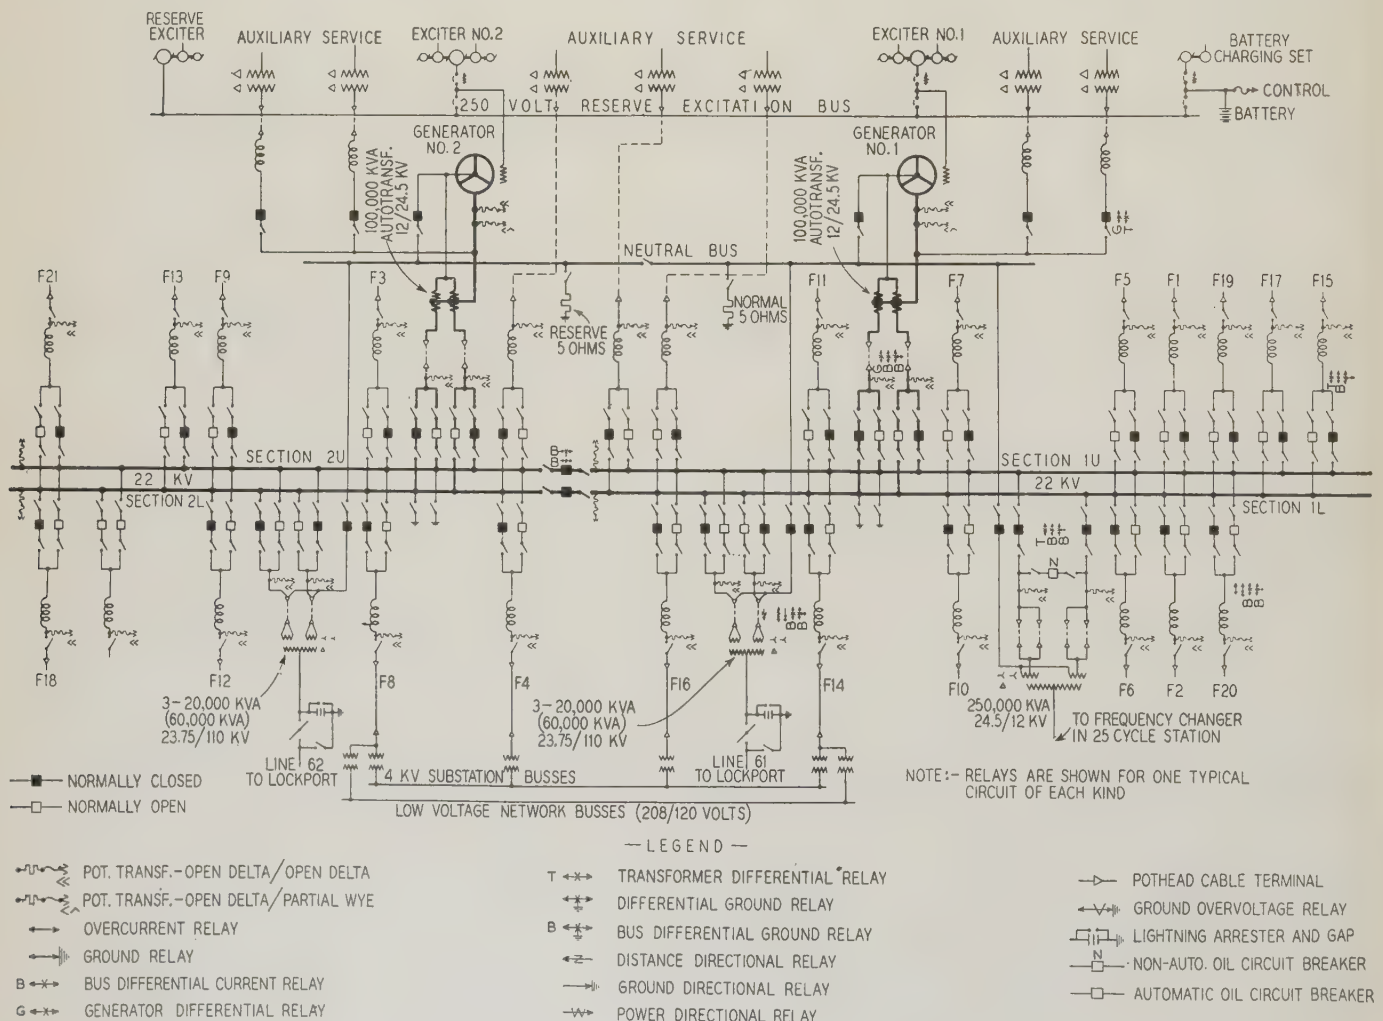 RESERVE
EXCITER
AUXILIARY SERVICE
EXCITER NO.2
AUXILIARY SERVICE
EXCITER NO.1
AUXILIARY SERVICE
BATTERY
CHARGING SET
CONTROL
BATTERY
250 VOLT RESERVE EXCITATION BUS
GENERATOR
NO. 2
GENERATOR
NO. 1
100,000 KVA
AUTOTRANSF.
12/24.5 KV
100,000 KVA
AUTOTRANSF.
12/24.5 KV
G
T
NEUTRAL BUS
F21
F13
F9
F3
F11
F7
F5
F1
F19
F17
F15
RESERVE
5 OHMS
NORMAL
5 OHMS
G
B
B
T
B
SECTION 2U
B
B
SECTION 1U
22 KV
22 KV
SECTION 2L
SECTION 1L
T
B
B
N
B
B
B
B
F18
F12
F8
F4
F16
F14
F10
F6
F2
F20
3-20,000 KVA
(60,000 KVA)
23.75/110 KV
3-20,000 KVA
(60,000 KVA)
23.75/110 KV
250,000 KVA
24.5/12 KV
TO FREQUENCY CHANGER
IN 25 CYCLE STATION
LINE 62
TO LOCKPORT
LINE 61
TO LOCKPORT
4 KV SUBSTATION BUSSES
LOW VOLTAGE NETWORK BUSSES (208/120 VOLTS)
NORMALLY CLOSED
NORMALLY OPEN
NOTE:- RELAYS ARE SHOWN FOR ONE TYPICAL
CIRCUIT OF EACH KIND
—LEGEND—
POT. TRANSF.-OPEN DELTA/OPEN DELTA
POT. TRANSF.-OPEN DELTA/PARTIAL WYE
OVERCURRENT RELAY
GROUND RELAY
B BUS DIFFERENTIAL CURRENT RELAY
G GENERATOR DIFFERENTIAL RELAY
T TRANSFORMER DIFFERENTIAL RELAY
DIFFERENTIAL GROUND RELAY
B BUS DIFFERENTIAL GROUND RELAY
Z DISTANCE DIRECTIONAL RELAY
GROUND DIRECTIONAL RELAY
W POWER DIRECTIONAL RELAY
POTHEAD CABLE TERMINAL
GROUND OVERVOLTAGE RELAY
LIGHTNING ARRESTER AND GAP
N NON-AUTO. OIL CIRCUIT BREAKER
AUTOMATIC OIL CIRCUIT BREAKER